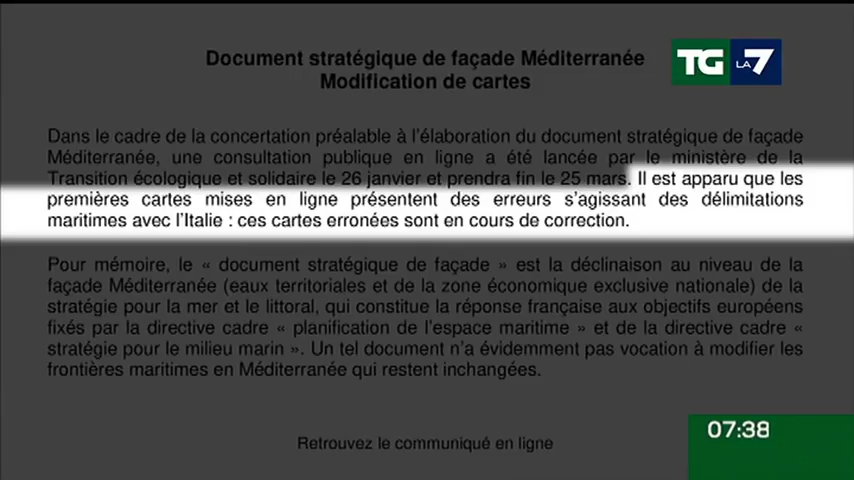 Document stratégique de façade Méditerranée
Modification de cartes
TG LA 7
Dans le cadre de la concertation préalable à l'élaboration du document stratégique de façade
Méditerranée, une consultation publique en ligne a été lancée par le ministère de la
Transition écologique et solidaire le 26 janvier et prendra fin le 25 mars. Il est apparu que les
premières cartes mises en ligne présentent des erreurs s'agissant des délimitations
maritimes avec l'Italie : ces cartes erronées sont en cours de correction.
Pour mémoire, le « document stratégique de façade » est la déclinaison au niveau de la
façade Méditerranée (eaux territoriales et de la zone économique exclusive nationale) de la
stratégie pour la mer et le littoral, qui constitue la réponse française aux objectifs européens
fixés par la directive cadre « planification de l'espace maritime » et de la directive cadre «
stratégie pour le milieu marin ». Un tel document n'a évidemment pas vocation à modifier les
frontières maritimes en Méditerranée qui restent inchangées.
Retrouvez le communiqué en ligne
07:38